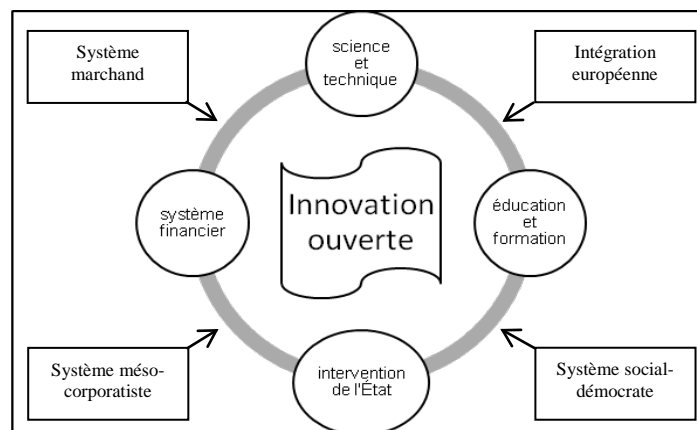 Système
marchand
science
et
technique
Intégration
européenne
système
financier
Innovation
ouverte
éducation
et
formation
Système méso-
corporatiste
intervention
de l'État
Système social-
démocrate